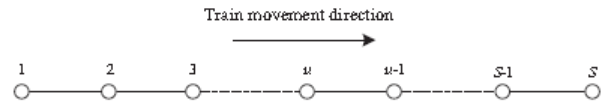 Train movement direction
1 2 3 u u-1 S-1 S